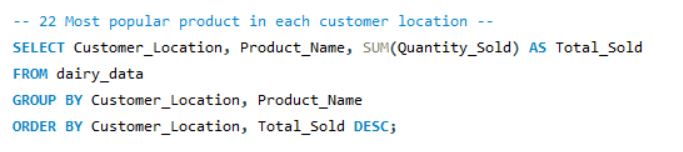 -- 22 Most popular product in each customer location --
SELECT Customer_Location, Product_Name, SUM(Quantity_Sold) AS Total_Sold
FROM dairy_data
GROUP BY Customer_Location, Product_Name
ORDER BY Customer_Location, Total_Sold DESC;